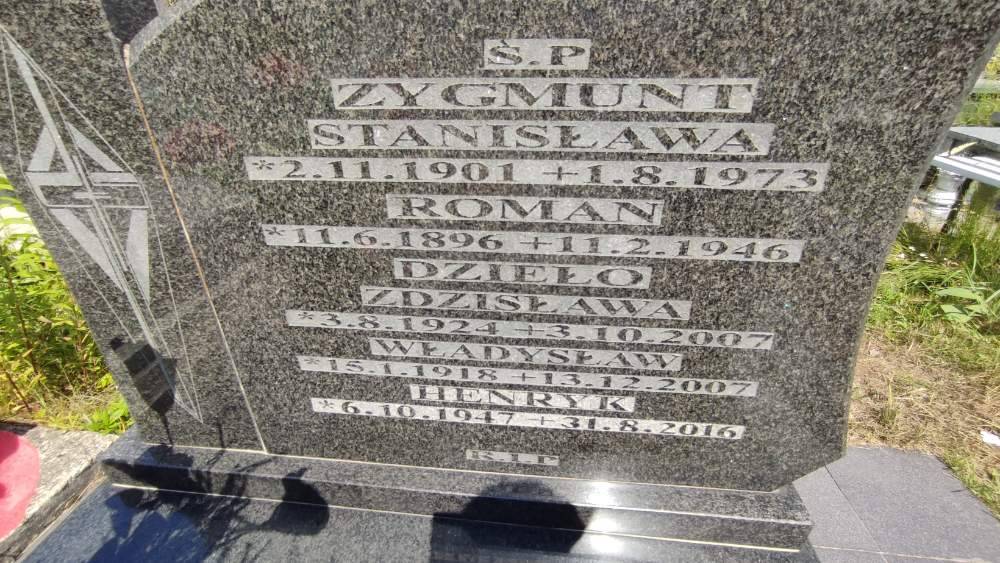 Ś.P
ZYGMUNT
STANISŁAWA
*2.11.1901 +1.8.1973
ROMAN
*11.6.1896 +11.2.1946
DZIEŁO
ZDZISŁAWA
*3.8.1924 +3.10.2007
WŁADYSŁAW
*15.1.1918 +13.12.2007
HENRYK
*6.10.1947 +31.8.2016
R.I.P